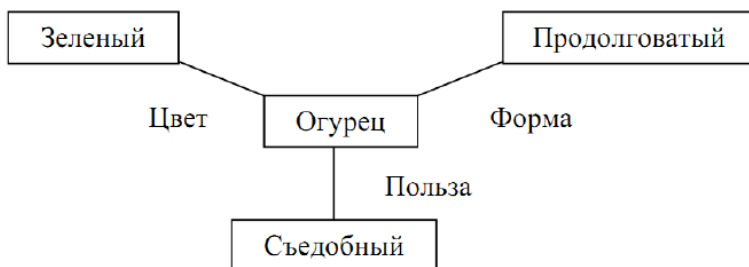 Зеленый
Продолговатый
Цвет
Огурец
Форма
Польза
Съедобный